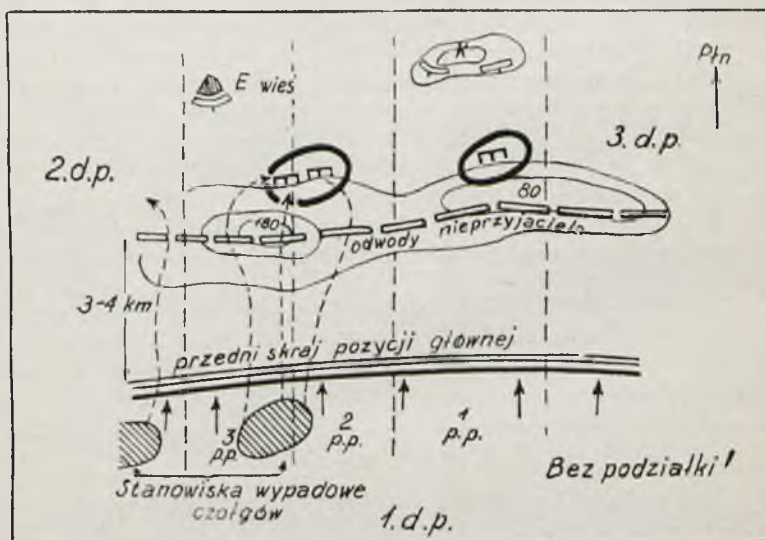 E wieś
K
Płn
2.d.p.
3.d.p.
80
180
odwody nieprzyjaciela
3-4 km
przedni skraj pozycji głównej
3 p.p.
2 p.p.
1 p.p.
Stanowiska wypadowe
czołgów
Bez podziałki!
1.d.p.